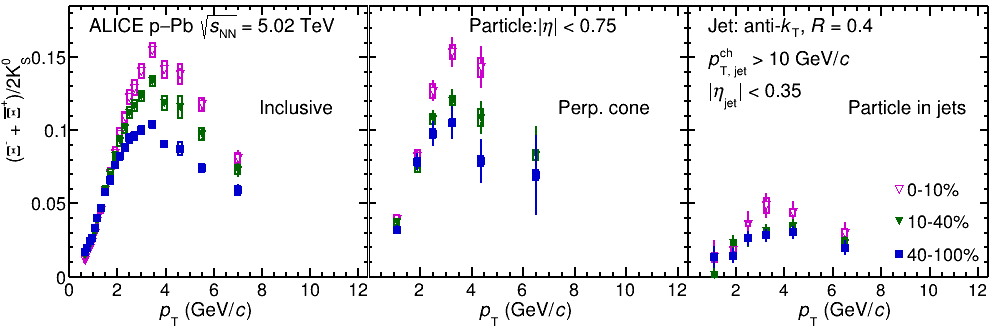 ALICE p–Pb √s_NN = 5.02 TeV
Particle:|η| < 0.75
Jet: anti-k_T, R = 0.4
p_T, jet^ch > 10 GeV/c
|η_jet| < 0.35
Inclusive
Perp. cone
Particle in jets
(Ξ⁻ + Ξ̅⁺)/2K⁰_S
0.15
0.1
0.05
0
0-10%
10-40%
40-100%
0 2 4 6 8 10 12
2 4 6 8 10 12
2 4 6 8 10 12
p_T (GeV/c)
p_T (GeV/c)
p_T (GeV/c)